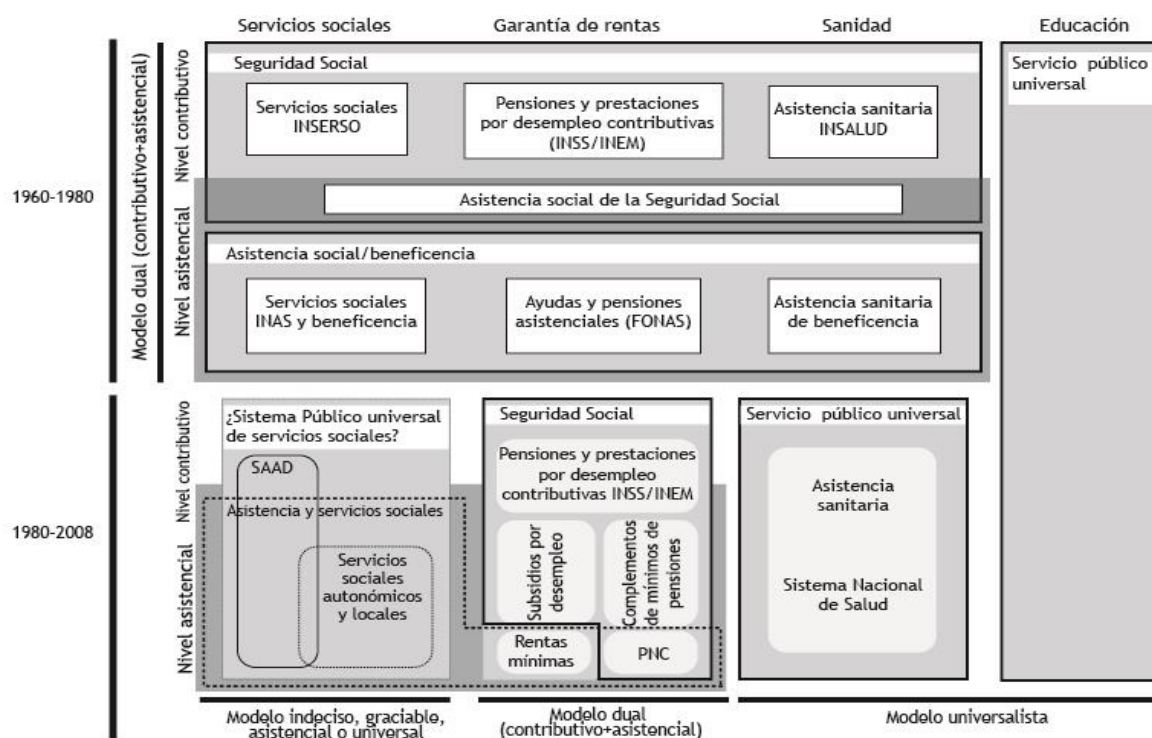 Servicios sociales
Garantía de rentas
Sanidad
Educación
1960-1980
Modelo dual (contributivo+asistencial)
Nivel contributivo
Nivel asistencial
Seguridad Social
Servicios sociales
INSERSO
Pensiones y prestaciones
por desempleo contributivas
(INSS/INEM)
Asistencia sanitaria
INSALUD
Servicio público
universal
Asistencia social de la Seguridad Social
Asistencia social/beneficencia
Servicios sociales
INAS y beneficencia
Ayudas y pensiones
asistenciales (FONAS)
Asistencia sanitaria
de beneficencia
1980-2008
Nivel contributivo
Nivel asistencial
¿Sistema Público universal
de servicios sociales?
SAAD
Asistencia y servicios sociales
Servicios
sociales
autonómicos
y locales
Seguridad Social
Pensiones y prestaciones
por desempleo
contributivas INSS/INEM
Subsidios por
desempleo
Complementos
de mínimos de
pensiones
Rentas
mínimas
PNC
Servicio público universal
Asistencia
sanitaria
Sistema Nacional
de Salud
Modelo indeciso, graciable,
asistencial o universal
Modelo dual
(contributivo+asistencial)
Modelo universalista